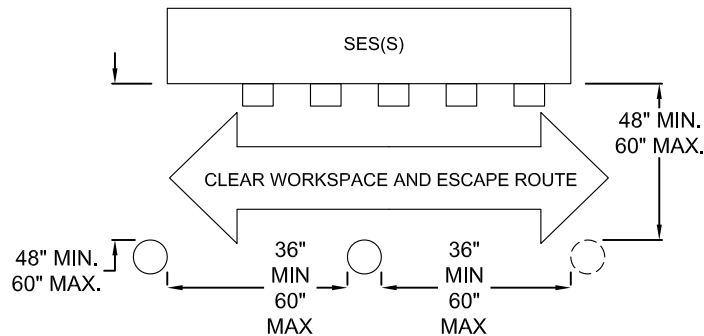 SES(S)
48" MIN.
60" MAX.
CLEAR WORKSPACE AND ESCAPE ROUTE
48" MIN.
60" MAX.
36"
MIN
60"
MAX
36"
MIN
60"
MAX